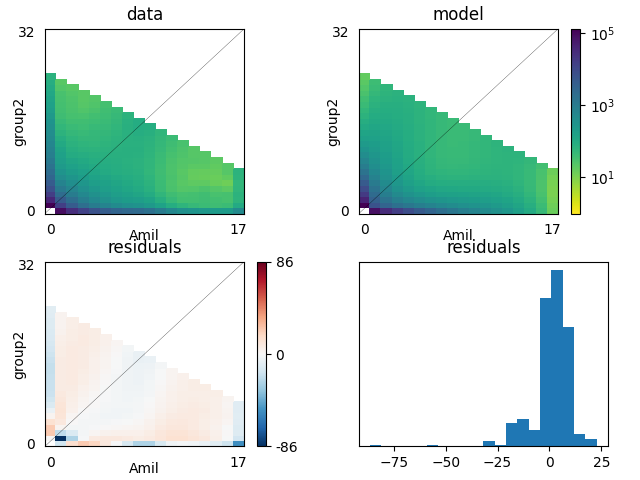 data
model
32
group2
0
0
Amil
17
32
group2
0
0
Amil
17
10^5
10^3
10^1
residuals
residuals
32
group2
0
0
Amil
17
86
0
-86
−75
−50
−25
0
25